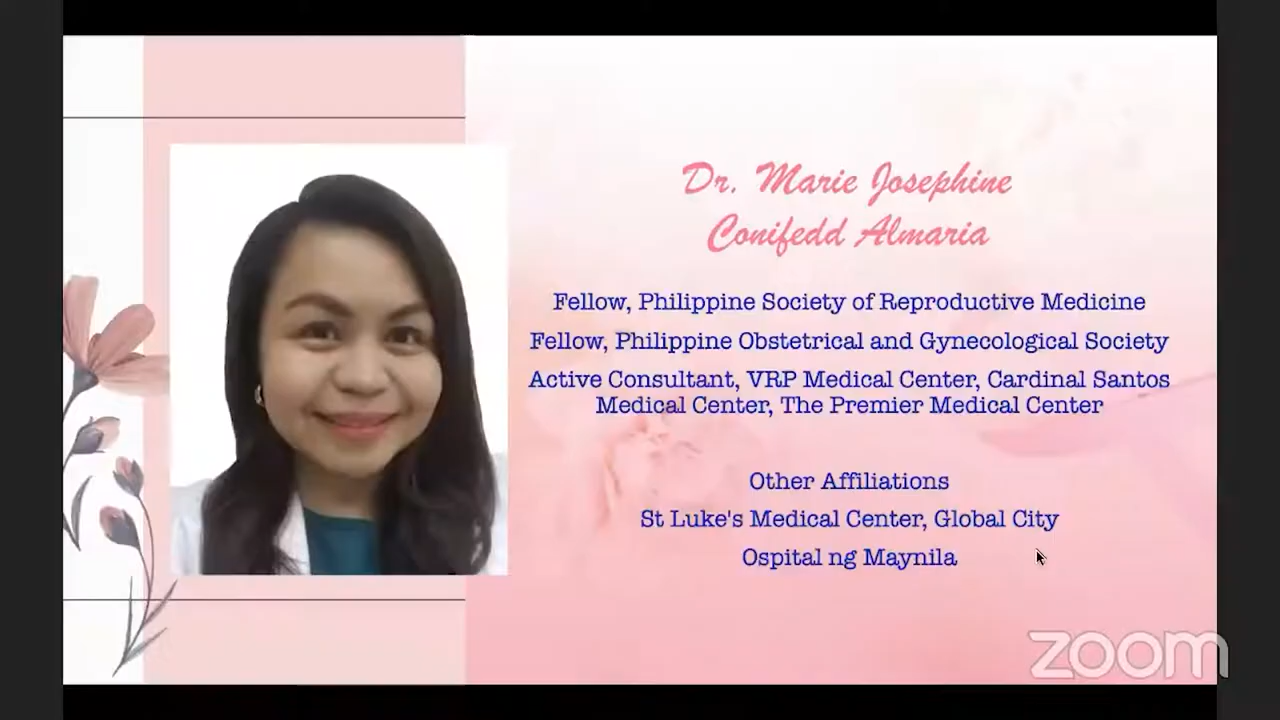 Dr. Marie Josephine
Conifedd Almaria
Fellow, Philippine Society of Reproductive Medicine
Fellow, Philippine Obstetrical and Gynecological Society
Active Consultant, VRP Medical Center, Cardinal Santos
Medical Center, The Premier Medical Center
Other Affiliations
St Luke's Medical Center, Global City
Ospital ng Maynila
zoom